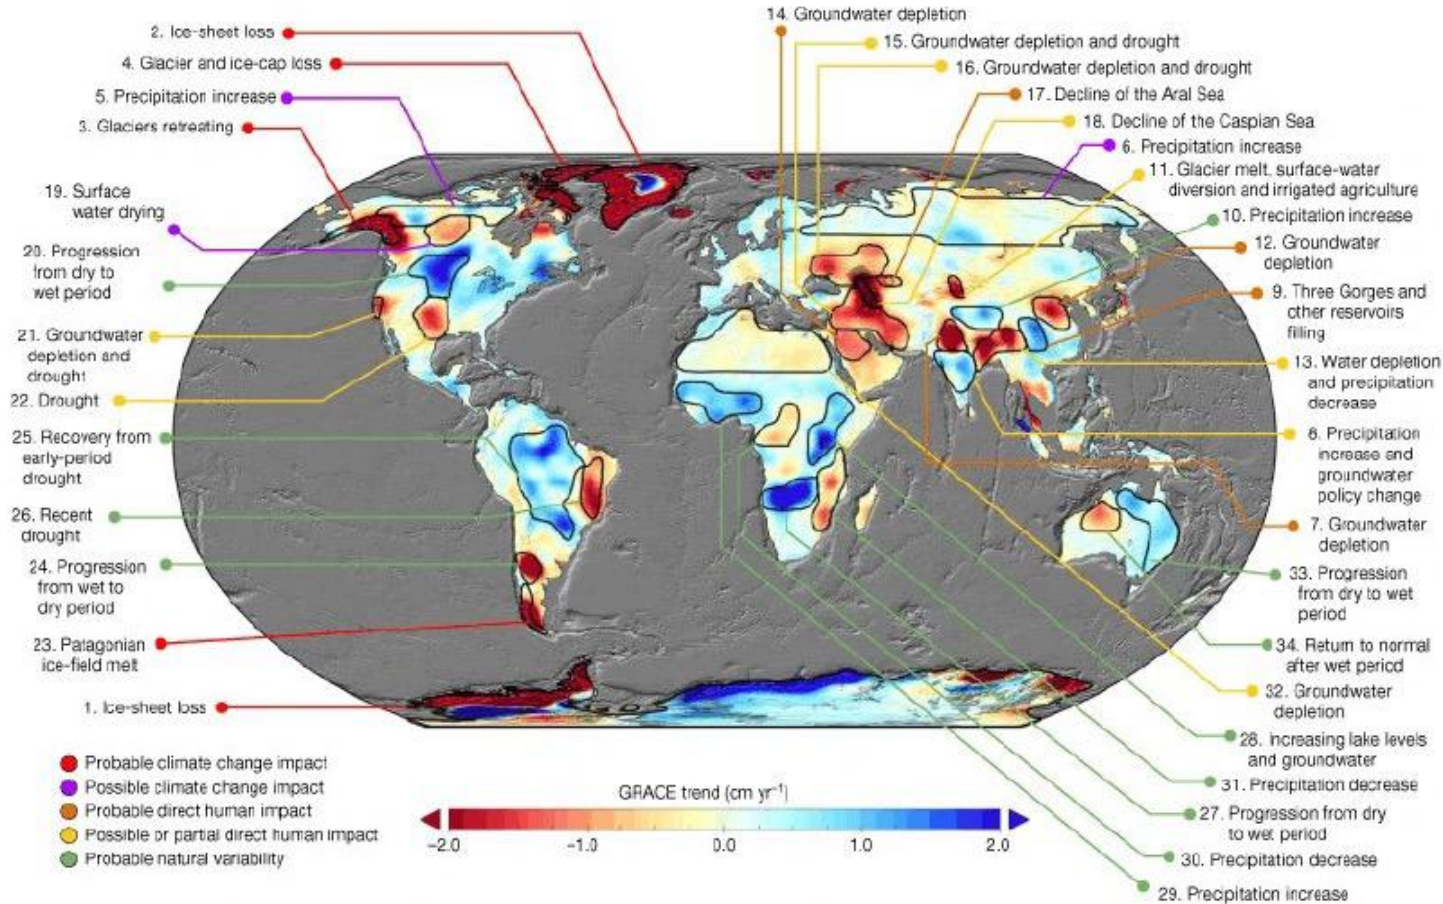 2. Ice-sheet loss
4. Glacier and ice-cap loss
5. Precipitation increase
3. Glaciers retreating
19. Surface
water drying
20. Progression
from dry to
wet period
21. Groundwater
depletion and
drought
22. Drought
25. Recovery from
early-period
drought
26. Recent
drought
24. Progression
from wet to
dry period
23. Patagonian
ice-field melt
1. Ice-sheet loss
14. Groundwater depletion
15. Groundwater depletion and drought
16. Groundwater depletion and drought
17. Decline of the Aral Sea
18. Decline of the Caspian Sea
6. Precipitation increase
11. Glacier melt, surface-water
diversion and irrigated agriculture
10. Precipitation increase
12. Groundwater
depletion
9. Three Gorges and
other reservoirs
filling
13. Water depletion
and precipitation
decrease
8. Precipitation
increase and
groundwater
policy change
7. Groundwater
depletion
33. Progression
from dry to wet
period
34. Return to normal
after wet period
32. Groundwater
depletion
28. Increasing lake levels
and groundwater
31. Precipitation decrease
27. Progression from dry
to wet period
30. Precipitation decrease
29. Precipitation increase
Probable climate change impact
Possible climate change impact
Probable direct human impact
Possible or partial direct human impact
Probable natural variability
GRACE trend (cm yr⁻¹)
−2.0 −1.0 0.0 1.0 2.0